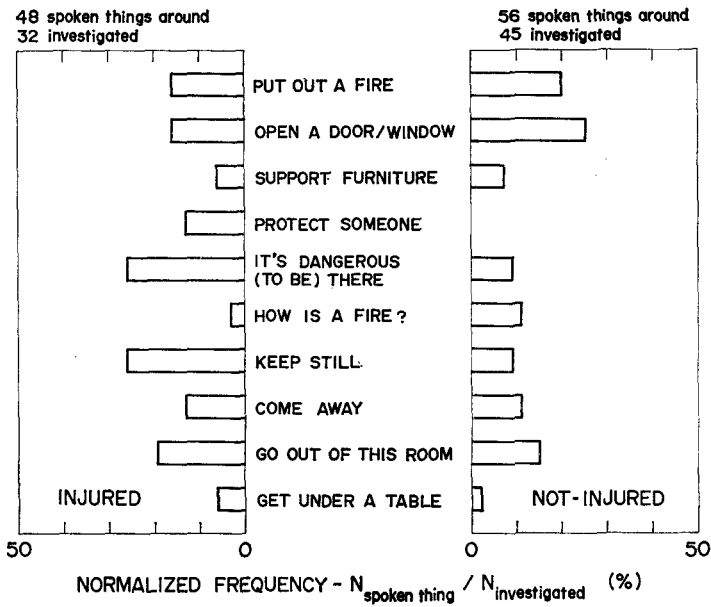 48 spoken things around
32 investigated
56 spoken things around
45 investigated
PUT OUT A FIRE
OPEN A DOOR/WINDOW
SUPPORT FURNITURE
PROTECT SOMEONE
IT'S DANGEROUS
(TO BE) THERE
HOW IS A FIRE?
KEEP STILL
COME AWAY
GO OUT OF THIS ROOM
INJURED
GET UNDER A TABLE
NOT-INJURED
50 0 0 50
NORMALIZED FREQUENCY - N spoken thing / N investigated (%)